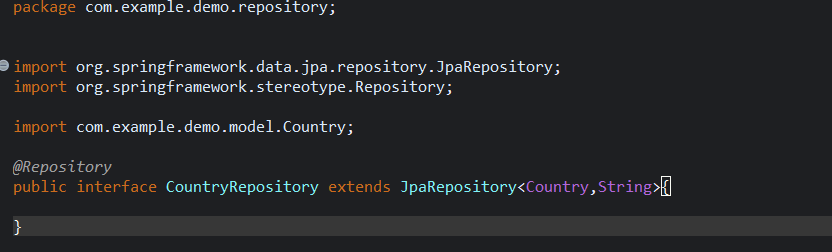 package com.example.demo.repository;
import org.springframework.data.jpa.repository.JpaRepository;
import org.springframework.stereotype.Repository;
import com.example.demo.model.Country;
@Repository
public interface CountryRepository extends JpaRepository<Country,String>{
}